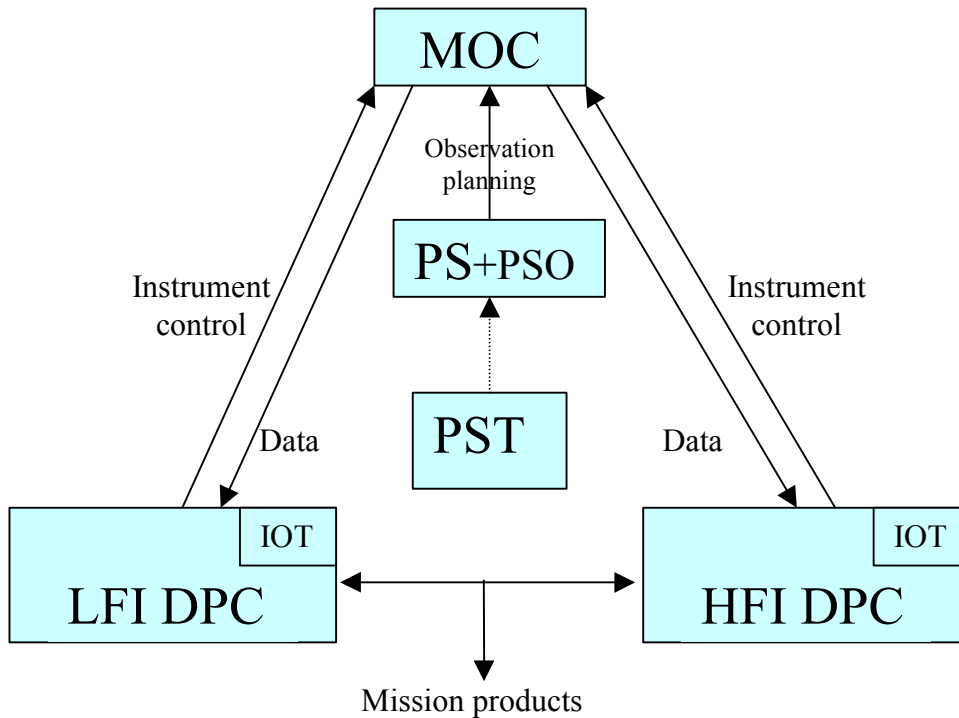 MOC
Observation
planning
PS+PSO
Instrument
control
Instrument
control
PST
Data
Data
IOT
IOT
LFI DPC
HFI DPC
Mission products